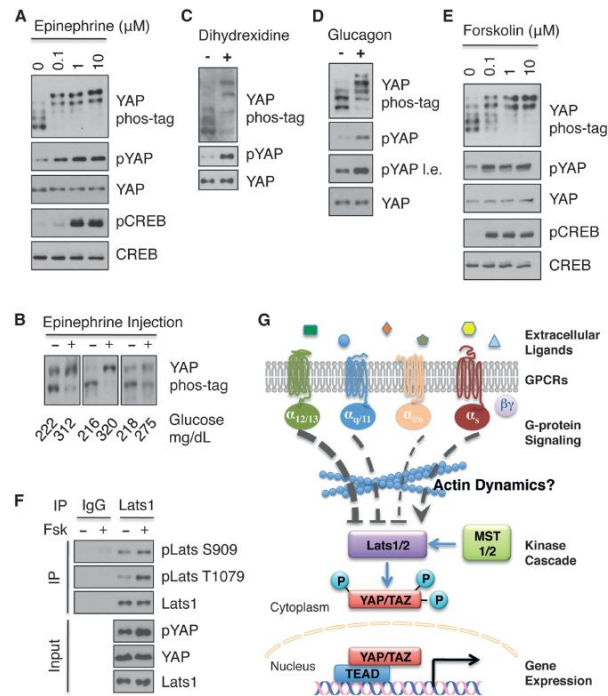 A
Epinephrine (μM)
0 0.1 1 10
YAP
phos-tag
pYAP
YAP
pCREB
CREB
C
Dihydrexidine
- +
YAP
phos-tag
pYAP
YAP
D
Glucagon
- +
YAP
phos-tag
pYAP
pYAP l.e.
YAP
E
Forskolin (μM)
0 0.1 1 10
YAP
phos-tag
pYAP
YAP
pCREB
CREB
B
Epinephrine Injection
- + - + - +
YAP
phos-tag
222 312 216 320 218 275
Glucose
mg/dL
F
IP IgG Lats1
Fsk - + - +
IP
pLats S909
pLats T1079
Lats1
Input
pYAP
YAP
Lats1
G
Extracellular
Ligands
GPCRs
α12/13 αq/11 αi/o αs βγ
G-protein
Signaling
Actin Dynamics?
Lats1/2
MST
1/2
Kinase
Cascade
P P
YAP/TAZ P
Cytoplasm
Nucleus
YAP/TAZ
TEAD
Gene
Expression